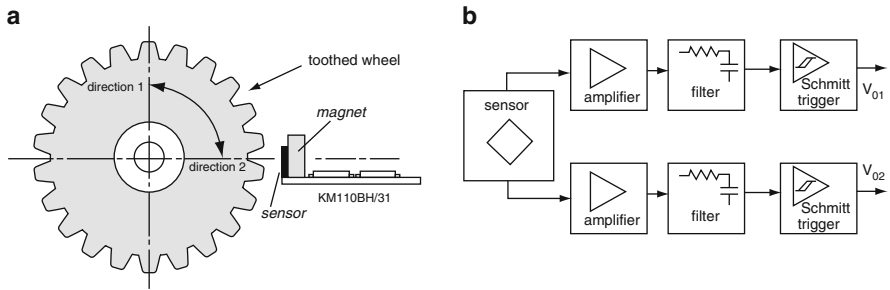 a
toothed wheel
direction 1
magnet
direction 2
sensor
KM110BH/31
b
sensor
amplifier
filter
Schmitt
trigger
V01
amplifier
filter
Schmitt
trigger
V02